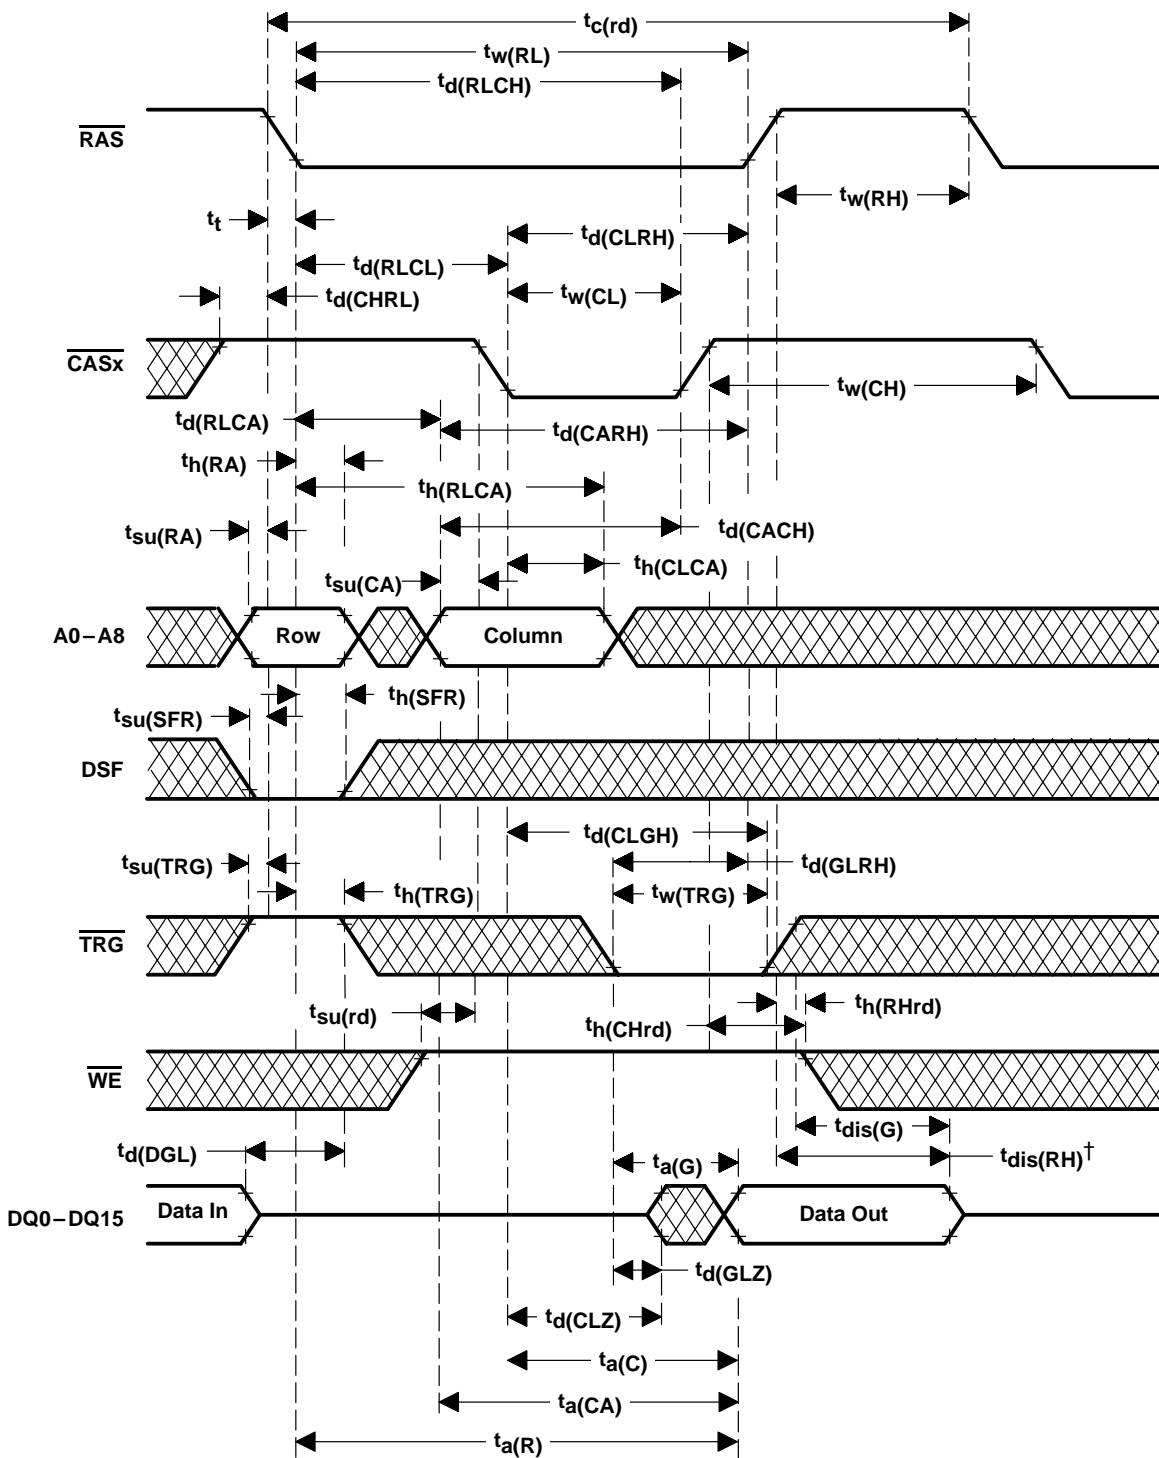 tc(rd)
tw(RL)
td(RLCH)
RAS
tw(RH)
tt
td(CLRH)
td(RLCL)
td(CHRL)
tw(CL)
CASx
tw(CH)
td(RLCA)
td(CARH)
th(RA)
th(RLCA)
tsu(RA)
td(CACH)
th(CLCA)
tsu(CA)
A0–A8
Row
Column
th(SFR)
tsu(SFR)
DSF
td(CLGH)
tsu(TRG)
td(GLRH)
th(TRG)
tw(TRG)
TRG
tsu(rd)
th(RHrd)
th(CHrd)
WE
tdis(G)
td(DGL)
ta(G)
tdis(RH)†
DQ0–DQ15
Data In
Data Out
td(GLZ)
td(CLZ)
ta(C)
ta(CA)
ta(R)